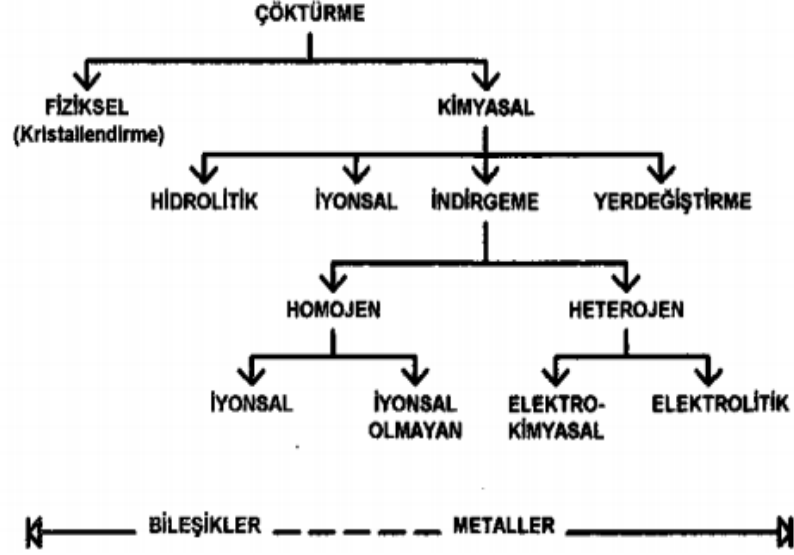 ÇÖKTÜRME
FİZİKSEL
(Kristallendirme)
KİMYASAL
HİDROLİTİK
İYONSAL
İNDİRGEME
YERDEĞİŞTİRME
HOMOJEN
HETEROJEN
İYONSAL
İYONSAL
OLMAYAN
ELEKTRO-
KİMYASAL
ELEKTROLİTİK
BİLEŞİKLER
METALLER